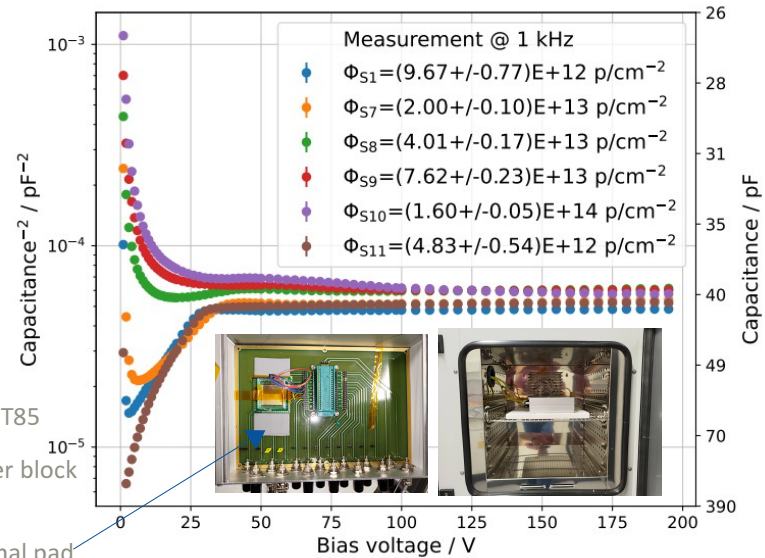 Measurement @ 1 kHz
Φ_S1=(9.67+/-0.77)E+12 p/cm⁻²
Φ_S7=(2.00+/-0.10)E+13 p/cm⁻²
Φ_S8=(4.01+/-0.17)E+13 p/cm⁻²
Φ_S9=(7.62+/-0.23)E+13 p/cm⁻²
Φ_S10=(1.60+/-0.05)E+14 p/cm⁻²
Φ_S11=(4.83+/-0.54)E+12 p/cm⁻²
Capacitance⁻² / pF⁻²
10⁻³
10⁻⁴
10⁻⁵
26
28
31
35
40
49
70
390
Capacitance / pF
T85
er block
nal pad
0 25 50 75 100 125 150 175 200
Bias voltage / V